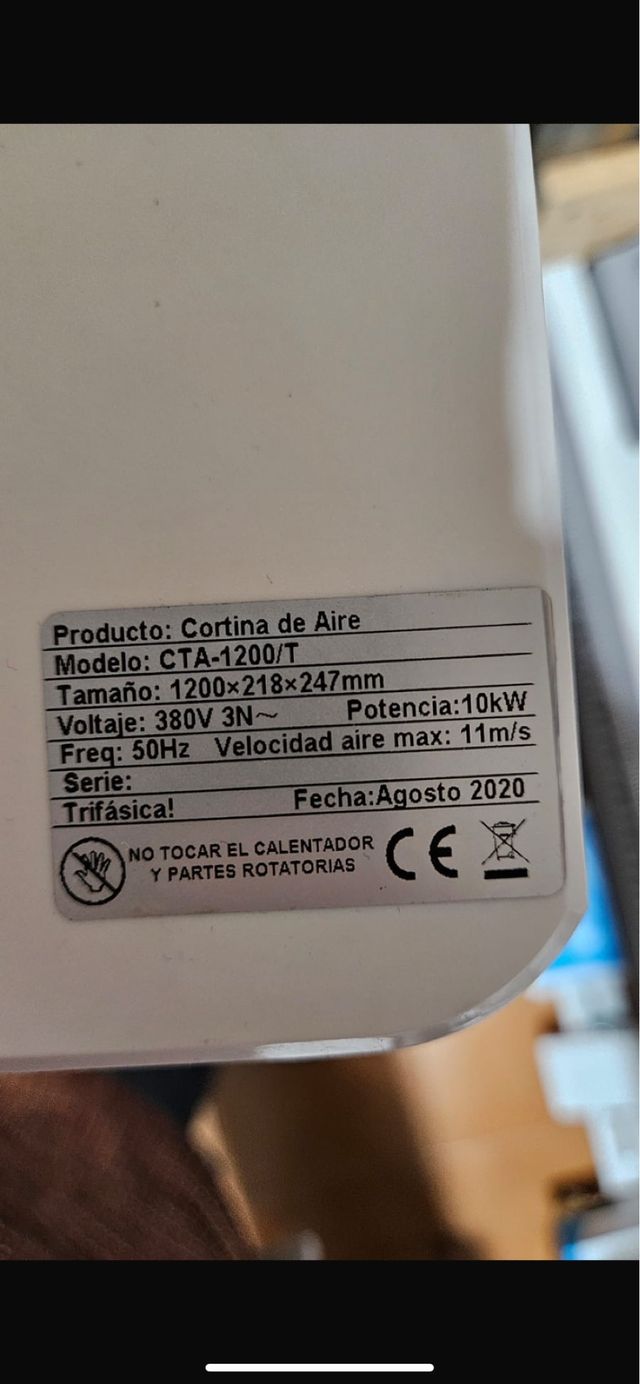 Producto: Cortina de Aire
Modelo: CTA-1200/T
Tamaño: 1200×218×247mm
Voltaje: 380V 3N~ Potencia:10kW
Freq: 50Hz Velocidad aire max: 11m/s
Serie:
Trifásica! Fecha:Agosto 2020
NO TOCAR EL CALENTADOR
Y PARTES ROTATORIAS
CE